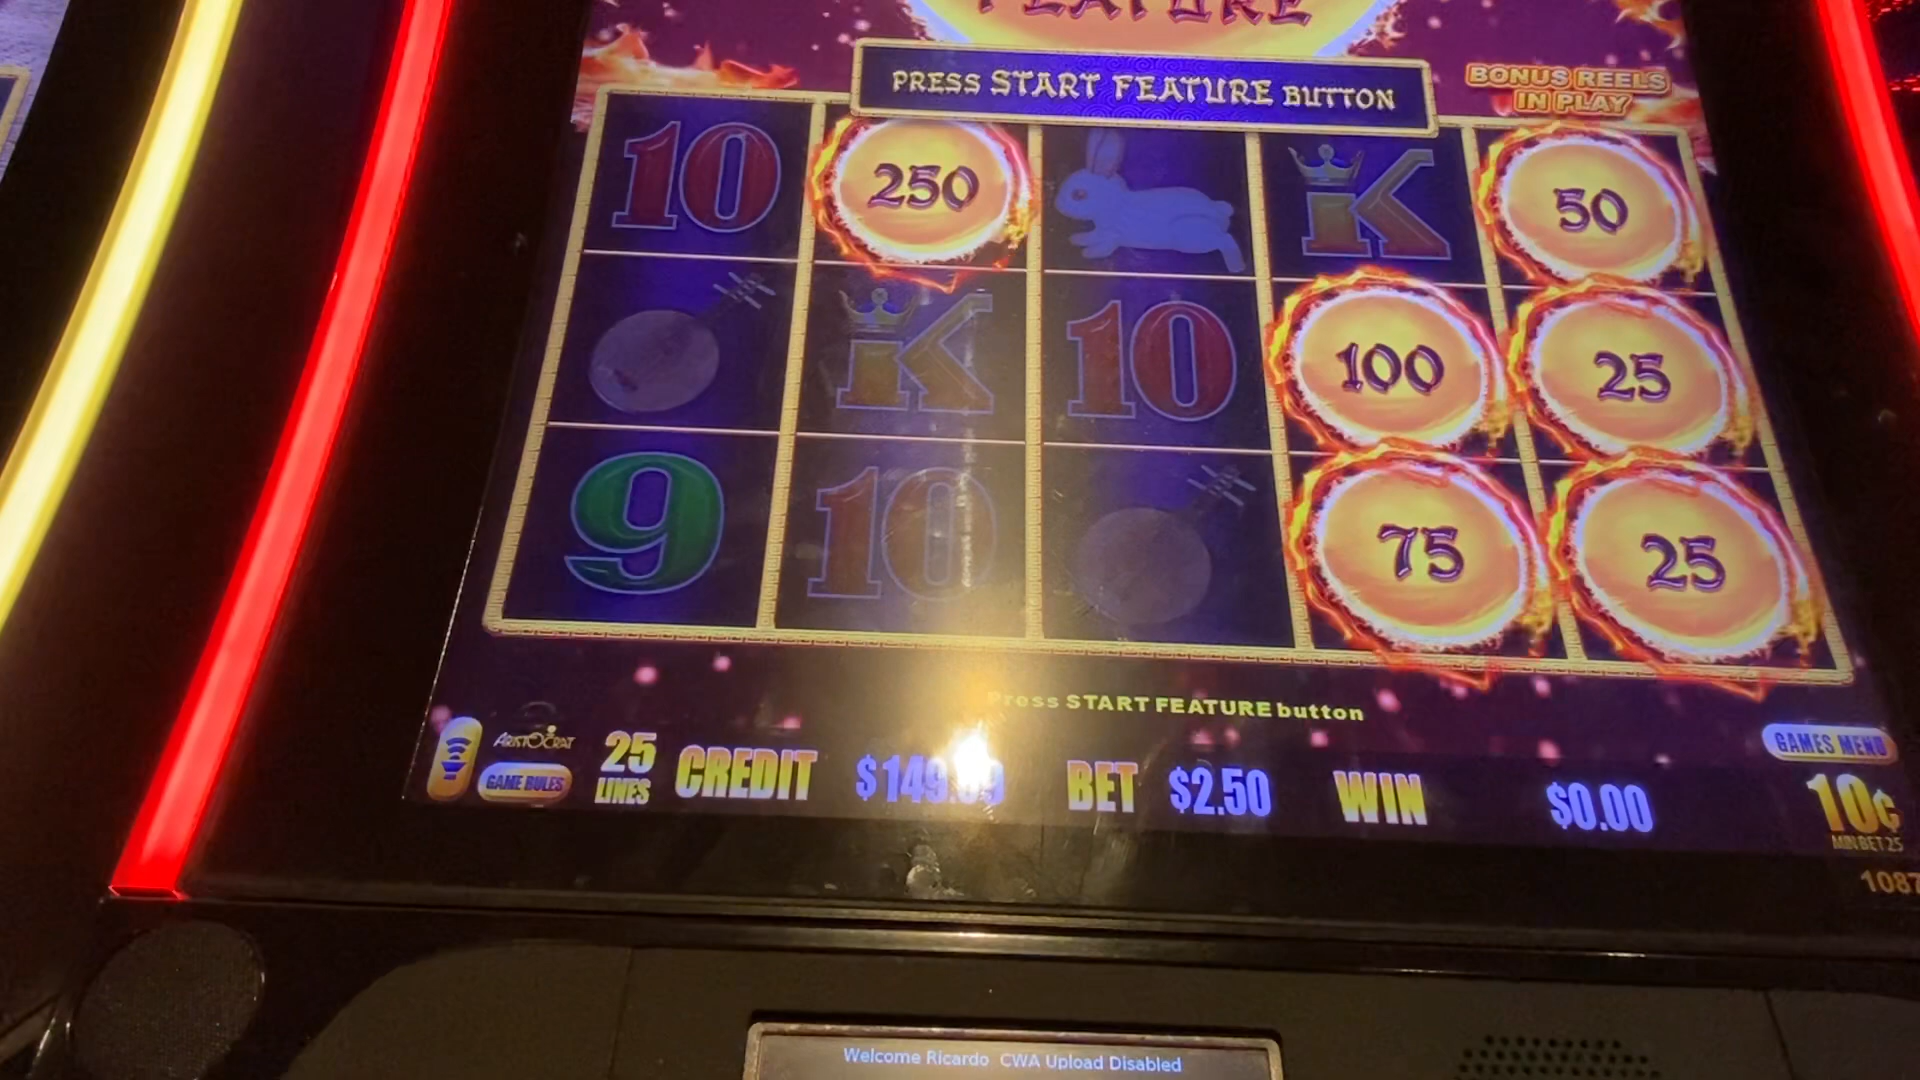 FEATURE
PRESS START FEATURE BUTTON
BONUS REELS
IN PLAY
10 250 K 50
K 10 100 25
9 10 75 25
Press START FEATURE button
ARISTOCRAT
GAME RULES
25
LINES
CREDIT
BET $2.50
WIN $0.00
GAMES MENU
10¢
MIN BET 25
Welcome Ricardo CWA Upload Disabled